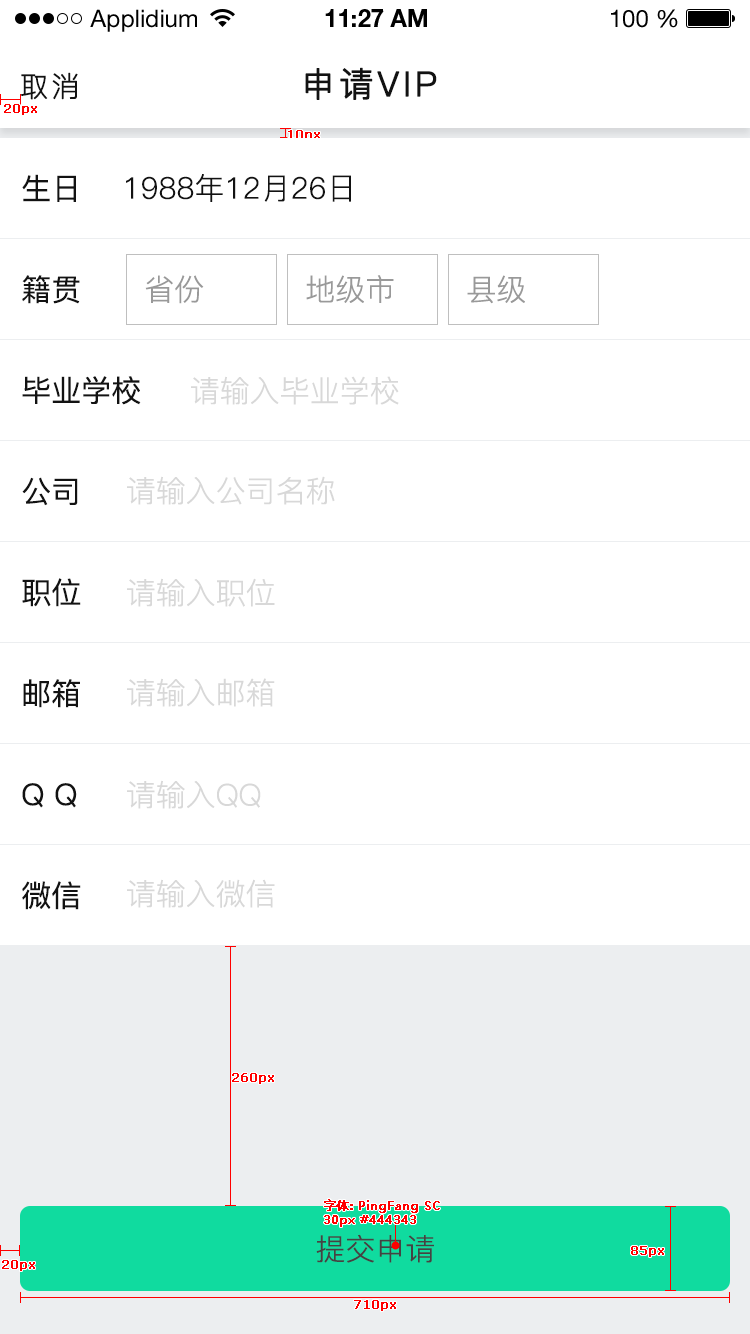 Applidium 11:27 AM 100 %
取消 申请VIP
20px
10px
生日 1988年12月26日
籍贯 省份 地级市 县级
毕业学校 请输入毕业学校
公司 请输入公司名称
职位 请输入职位
邮箱 请输入邮箱
Q Q 请输入QQ
微信 请输入微信
260px
字体: PingFang SC
30px #444343
提交申请
85px
20px
710px